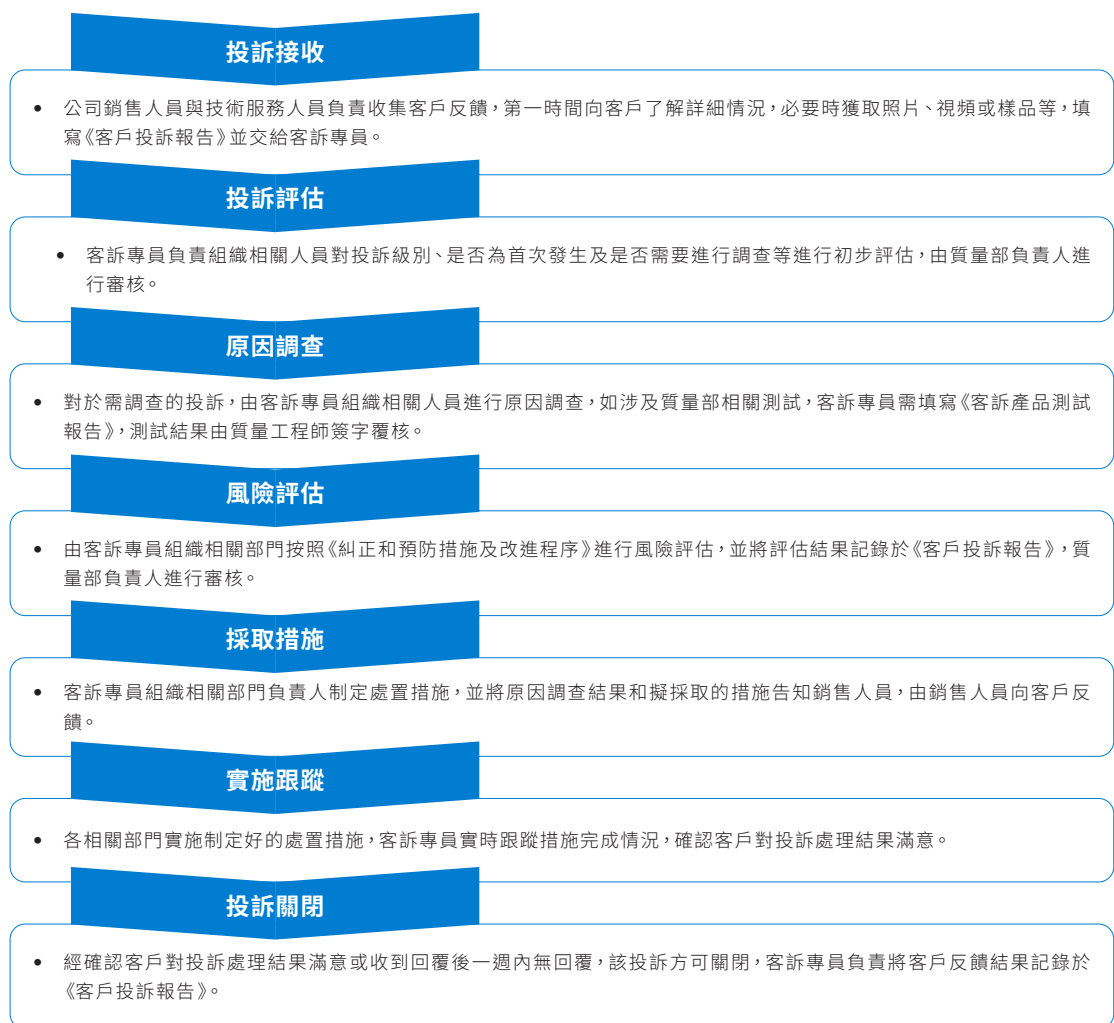 投訴接收
• 公司銷售人員與技術服務人員負責收集客戶反饋，第一時間向客戶了解詳細情況，必要時獲取照片、視頻或樣品等，填
寫《客戶投訴報告》並交給客訴專員。
投訴評估
• 客訴專員負責組織相關人員對投訴級別、是否為首次發生及是否需要進行調查等進行初步評估，由質量部負責人進
行審核。
原因調查
• 對於需調查的投訴，由客訴專員組織相關人員進行原因調查，如涉及質量部相關測試，客訴專員需填寫《客訴產品測試
報告》，測試結果由質量工程師簽字覆核。
風險評估
• 由客訴專員組織相關部門按照《糾正和預防措施及改進程序》進行風險評估，並將評估結果記錄於《客戶投訴報告》，質
量部負責人進行審核。
採取措施
• 客訴專員組織相關部門負責人制定處置措施，並將原因調查結果和擬採取的措施告知銷售人員，由銷售人員向客戶反
饋。
實施跟蹤
• 各相關部門實施制定好的處置措施，客訴專員實時跟蹤措施完成情況，確認客戶對投訴處理結果滿意。
投訴關閉
• 經確認客戶對投訴處理結果滿意或收到回覆後一週內無回覆，該投訴方可關閉，客訴專員負責將客戶反饋結果記錄於
《客戶投訴報告》。